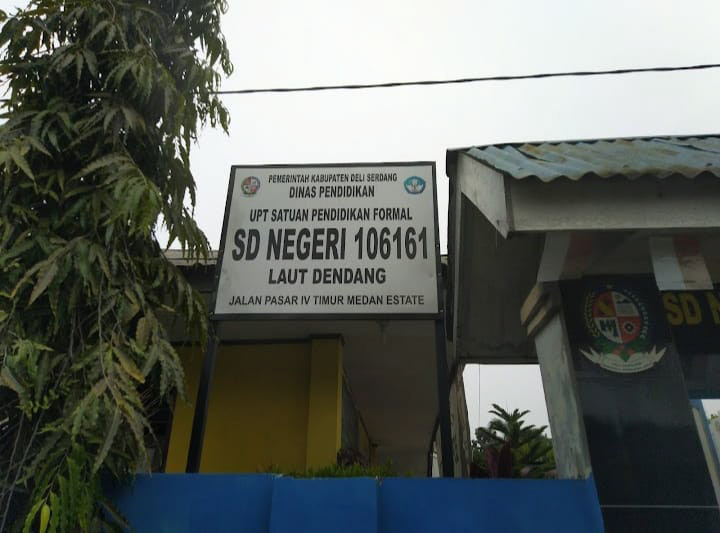 PEMERINTAH KABUPATEN DELI SERDANG
DINAS PENDIDIKAN
UPT SATUAN PENDIDIKAN FORMAL
SD NEGERI 106161
LAUT DENDANG
JALAN PASAR IV TIMUR MEDAN ESTATE
SD N